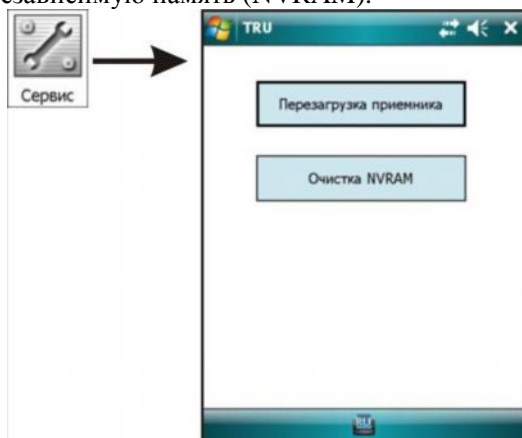 езависимую память (NVRAM).
Сервис
TRU
Перезагрузка приемника
Очистка NVRAM